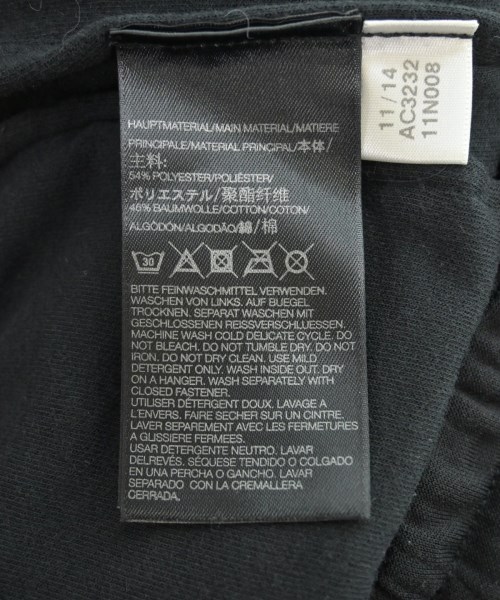 HAUPTMATERIAL/MAIN MATERIAL/MATIERE
PRINCIPALE/MATERIAL PRINCIPAL/本体/
主料:
54% POLYESTER/POLIÉSTER/
ポリエステル/聚酯纤维
46% BAUMWOLLE/COTTON/COTON/
ALGODÓN/ALGODÃO/綿/棉
30
BITTE FEINWASCHMITTEL VERWENDEN.
WASCHEN VON LINKS. AUF BUEGEL
TROCKNEN. SEPARAT WASCHEN MIT
GESCHLOSSENEN REISSVERSCHLUESSEN.
MACHINE WASH COLD DELICATE CYCLE. DO
NOT BLEACH. DO NOT TUMBLE DRY. DO NOT
IRON. DO NOT DRY CLEAN. USE MILD
DETERGENT ONLY. WASH INSIDE OUT. DRY
ON A HANGER. WASH SEPARATELY WITH
CLOSED FASTENER.
UTILISER DÉTERGENT DOUX. LAVAGE A
L'ENVERS. FAIRE SECHER SUR UN CINTRE.
LAVER SEPAREMENT AVEC LES FERMETURES
A GLISSIERE FERMEES.
USAR DETERGENTE NEUTRO. LAVAR
DELREVÉS. SÉQUESE TENDIDO O COLGADO
EN UNA PERCHA O GANCHO. LAVAR
SEPARADO CON LA CREMALLERA
CERRADA.
11/14
AC3232
11N008